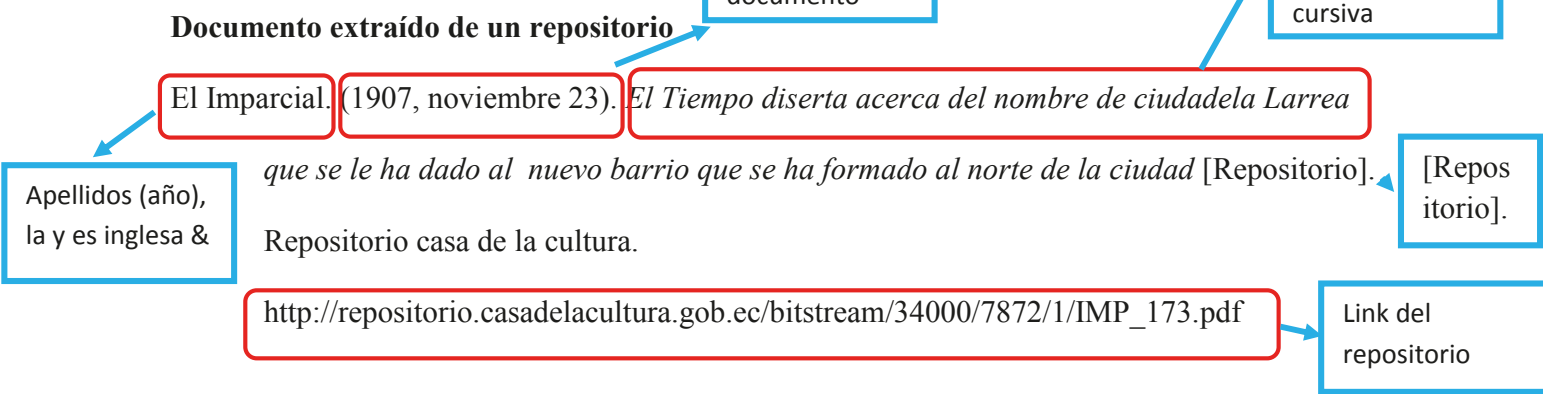 documento
cursiva
Documento extraído de un repositorio
El Imparcial. (1907, noviembre 23). El Tiempo diserta acerca del nombre de ciudadela Larrea
que se le ha dado al  nuevo barrio que se ha formado al norte de la ciudad [Repositorio].
Repositorio casa de la cultura.
http://repositorio.casadelacultura.gob.ec/bitstream/34000/7872/1/IMP_173.pdf
Apellidos (año),
la y es inglesa &
[Repos
itorio].
Link del
repositorio